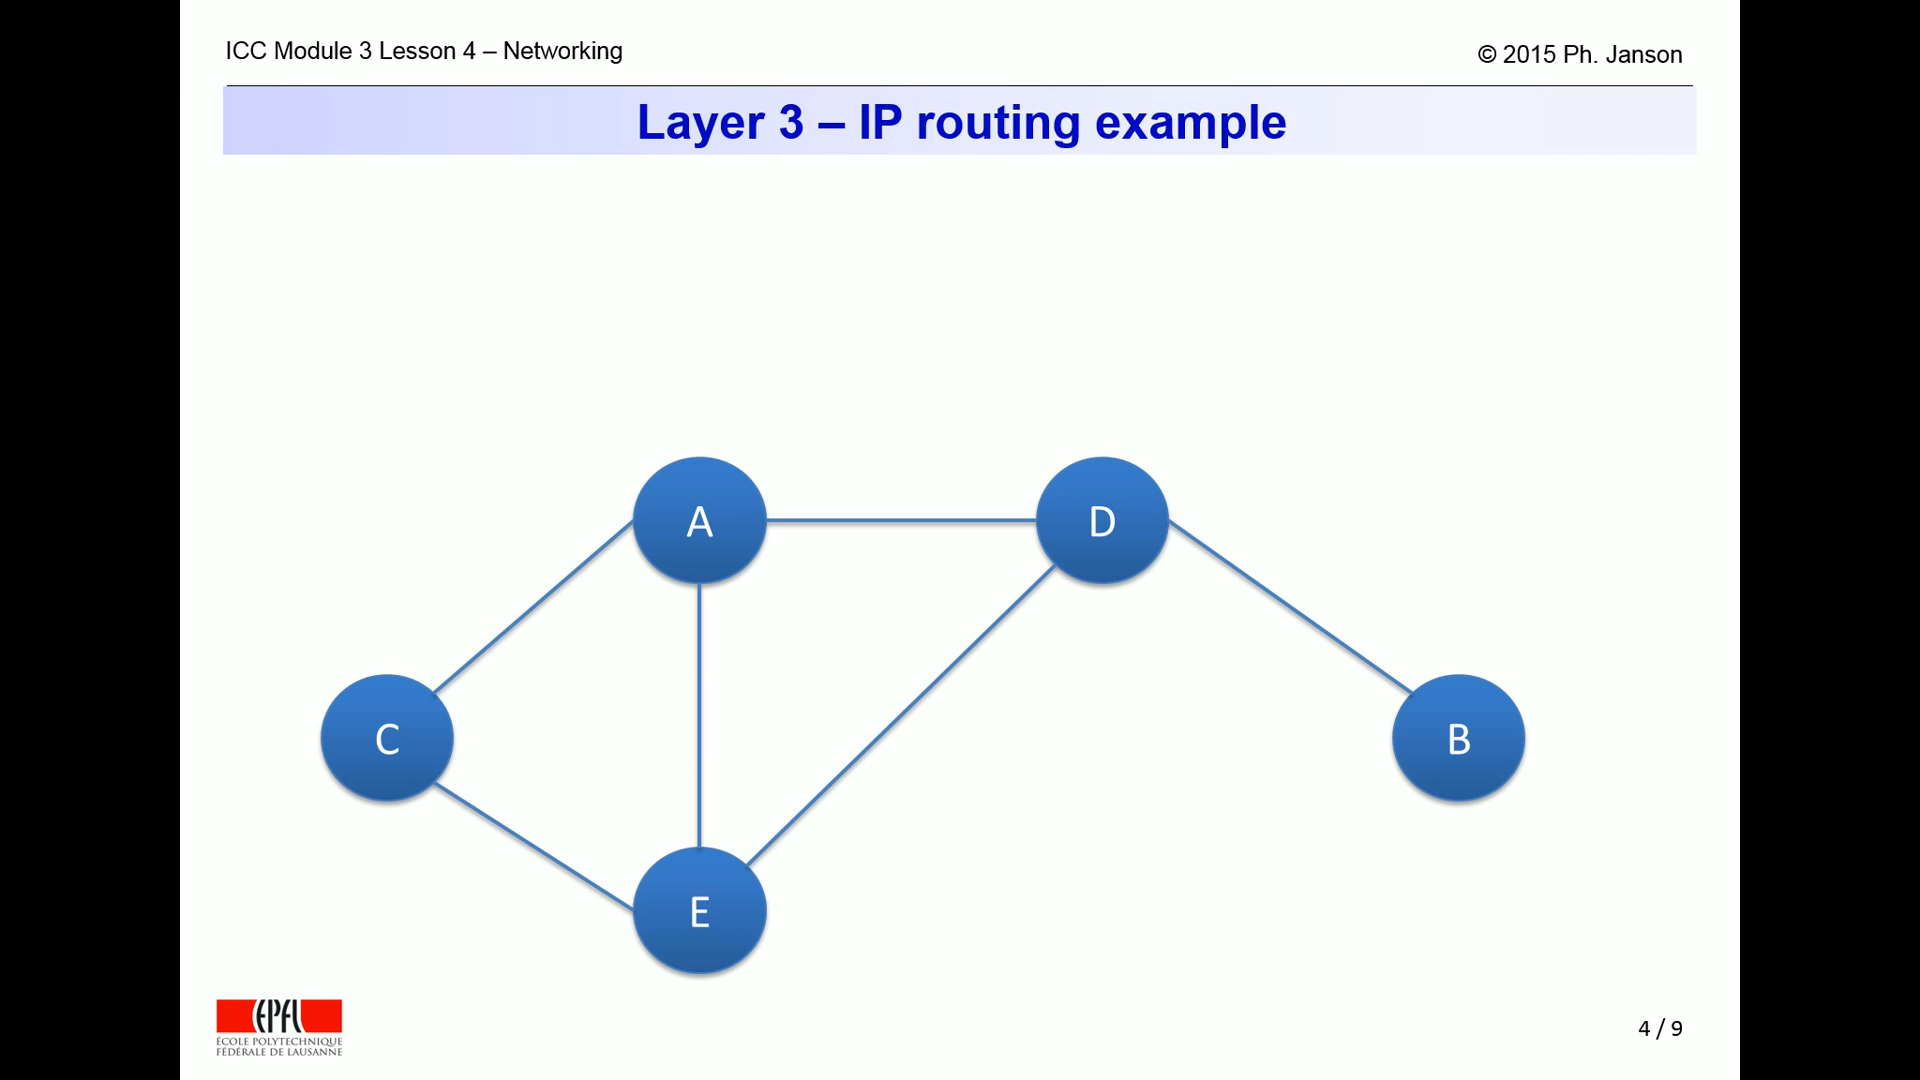 ICC Module 3 Lesson 4 – Networking
© 2015 Ph. Janson
Layer 3 – IP routing example
A
D
C
B
E
EPFL
ÉCOLE POLYTECHNIQUE
FÉDÉRALE DE LAUSANNE
4 / 9